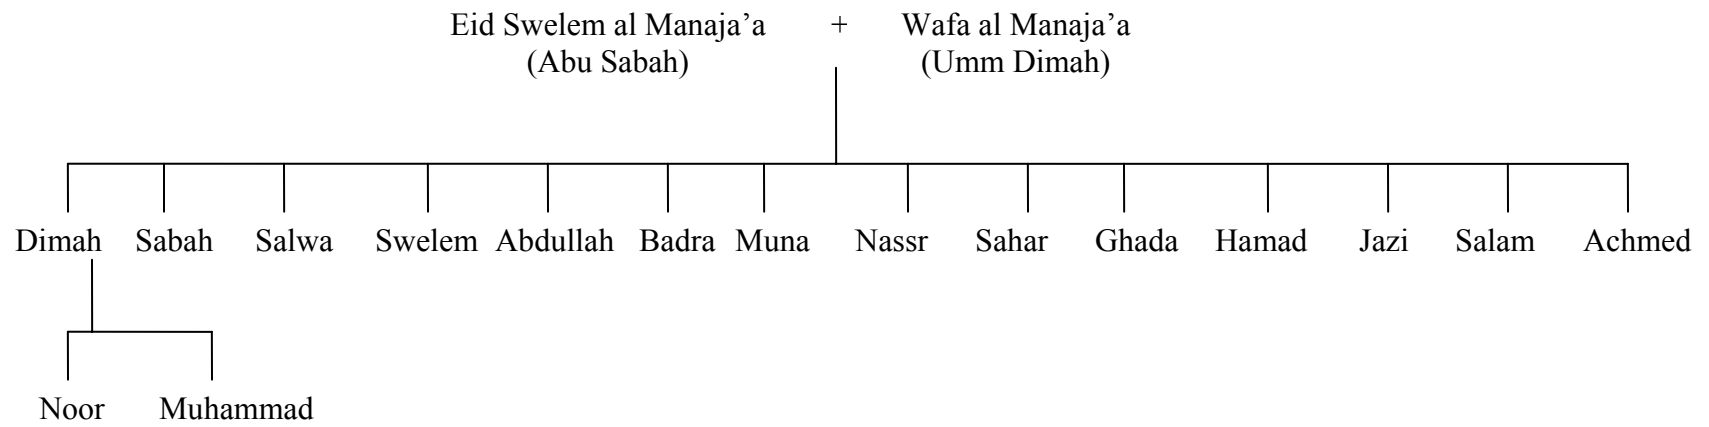 Eid Swelem al Manaja’a + Wafa al Manaja’a
(Abu Sabah) (Umm Dimah)
Dimah Sabah Salwa Swelem Abdullah Badra Muna Nassr Sahar Ghada Hamad Jazi Salam Achmed
Noor Muhammad